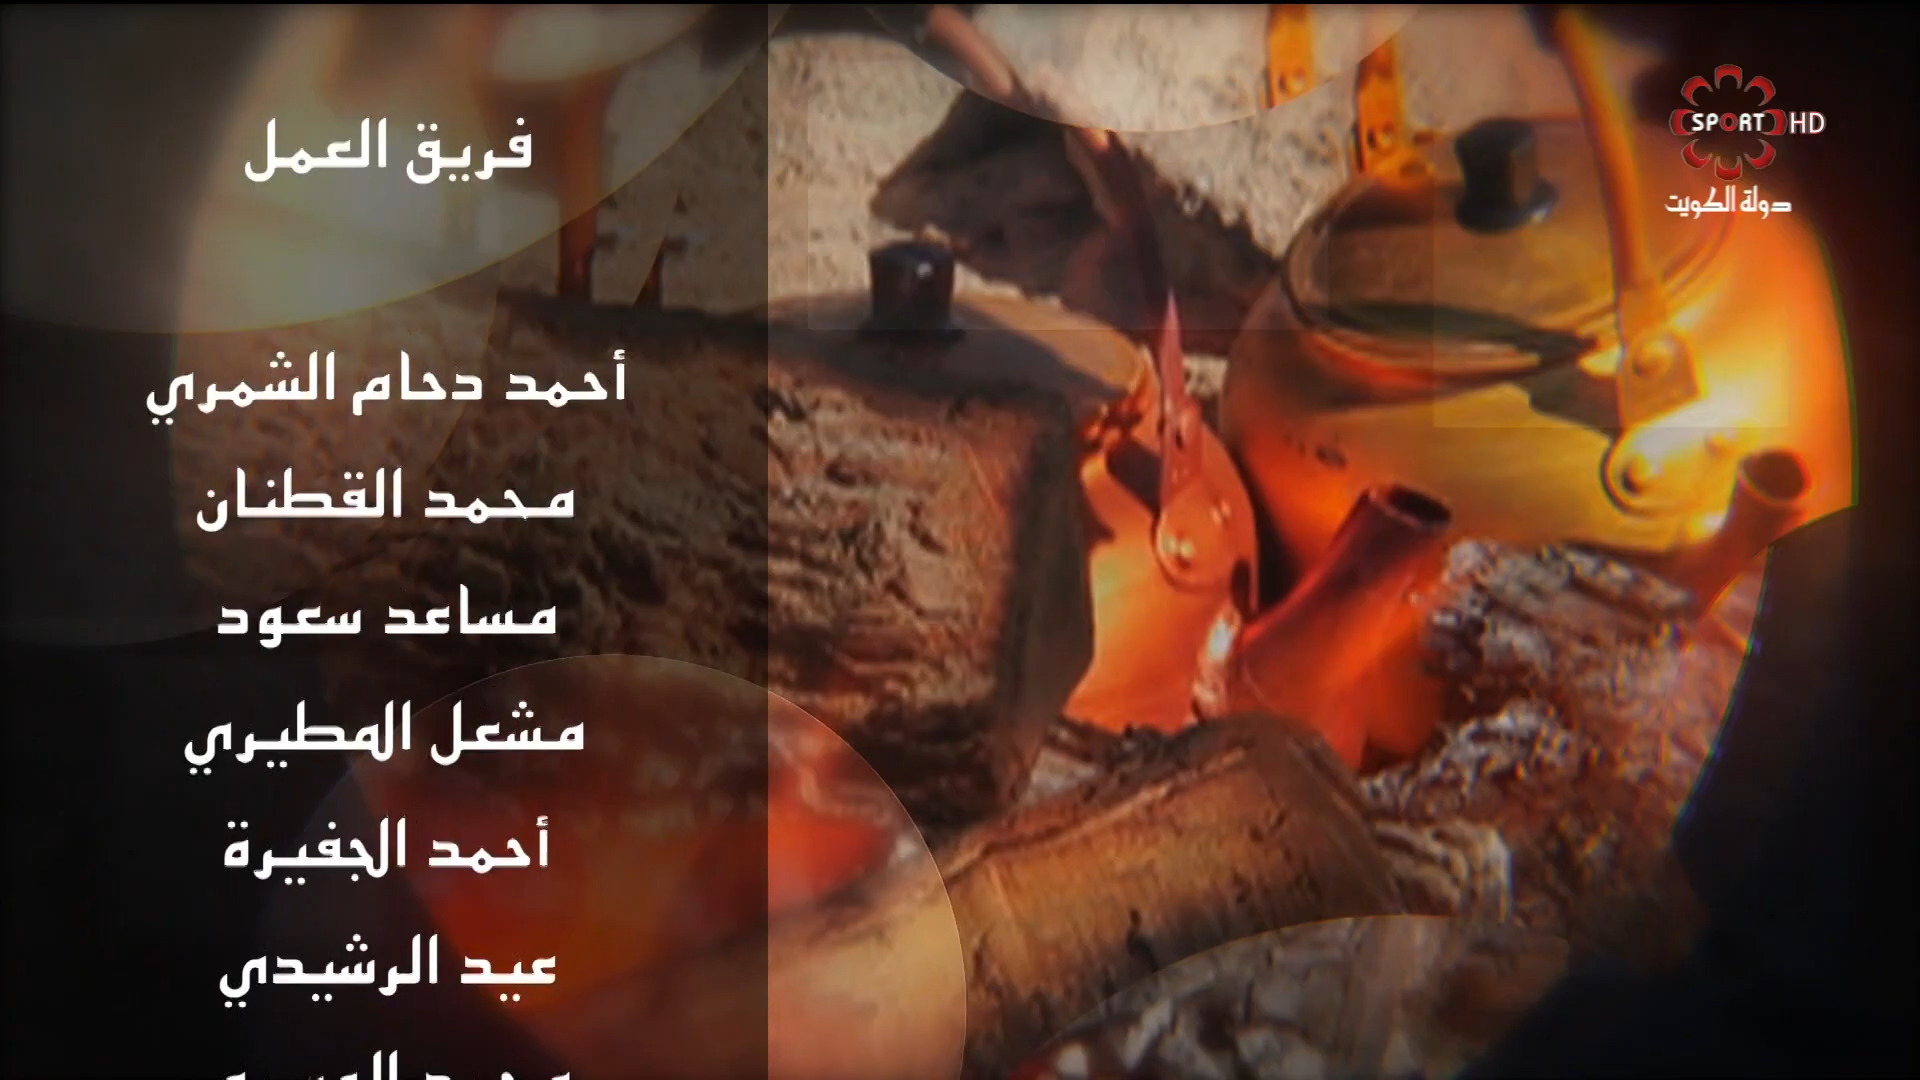 فريق العمل
SPORT HD
دولة الكويت
أحمد دحام الشمري
محمد القطنان
مساعد سعود
مشعل المطيري
أحمد الجفيرة
عيد الرشيدي